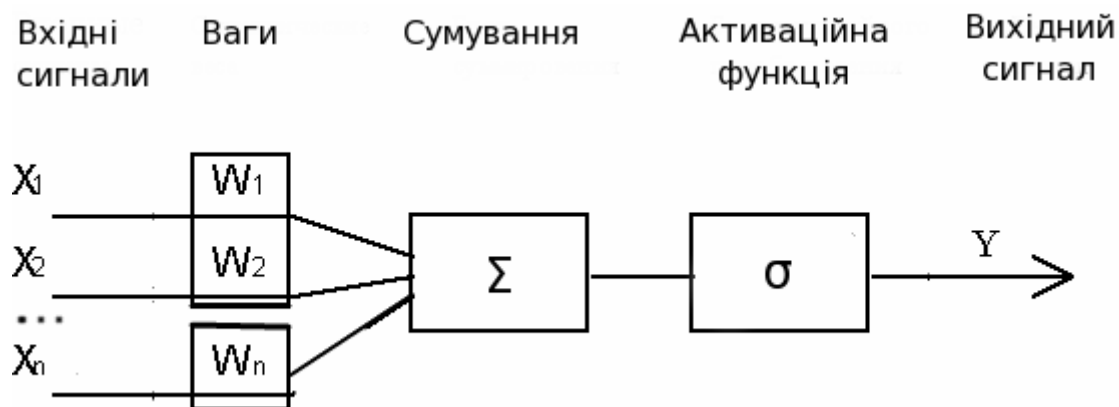 Вхідні сигнали
Ваги
Сумування
Активаційна функція
Вихідний сигнал
X1
W1
X2
W2
...
Xn
Wn
Σ
σ
Y